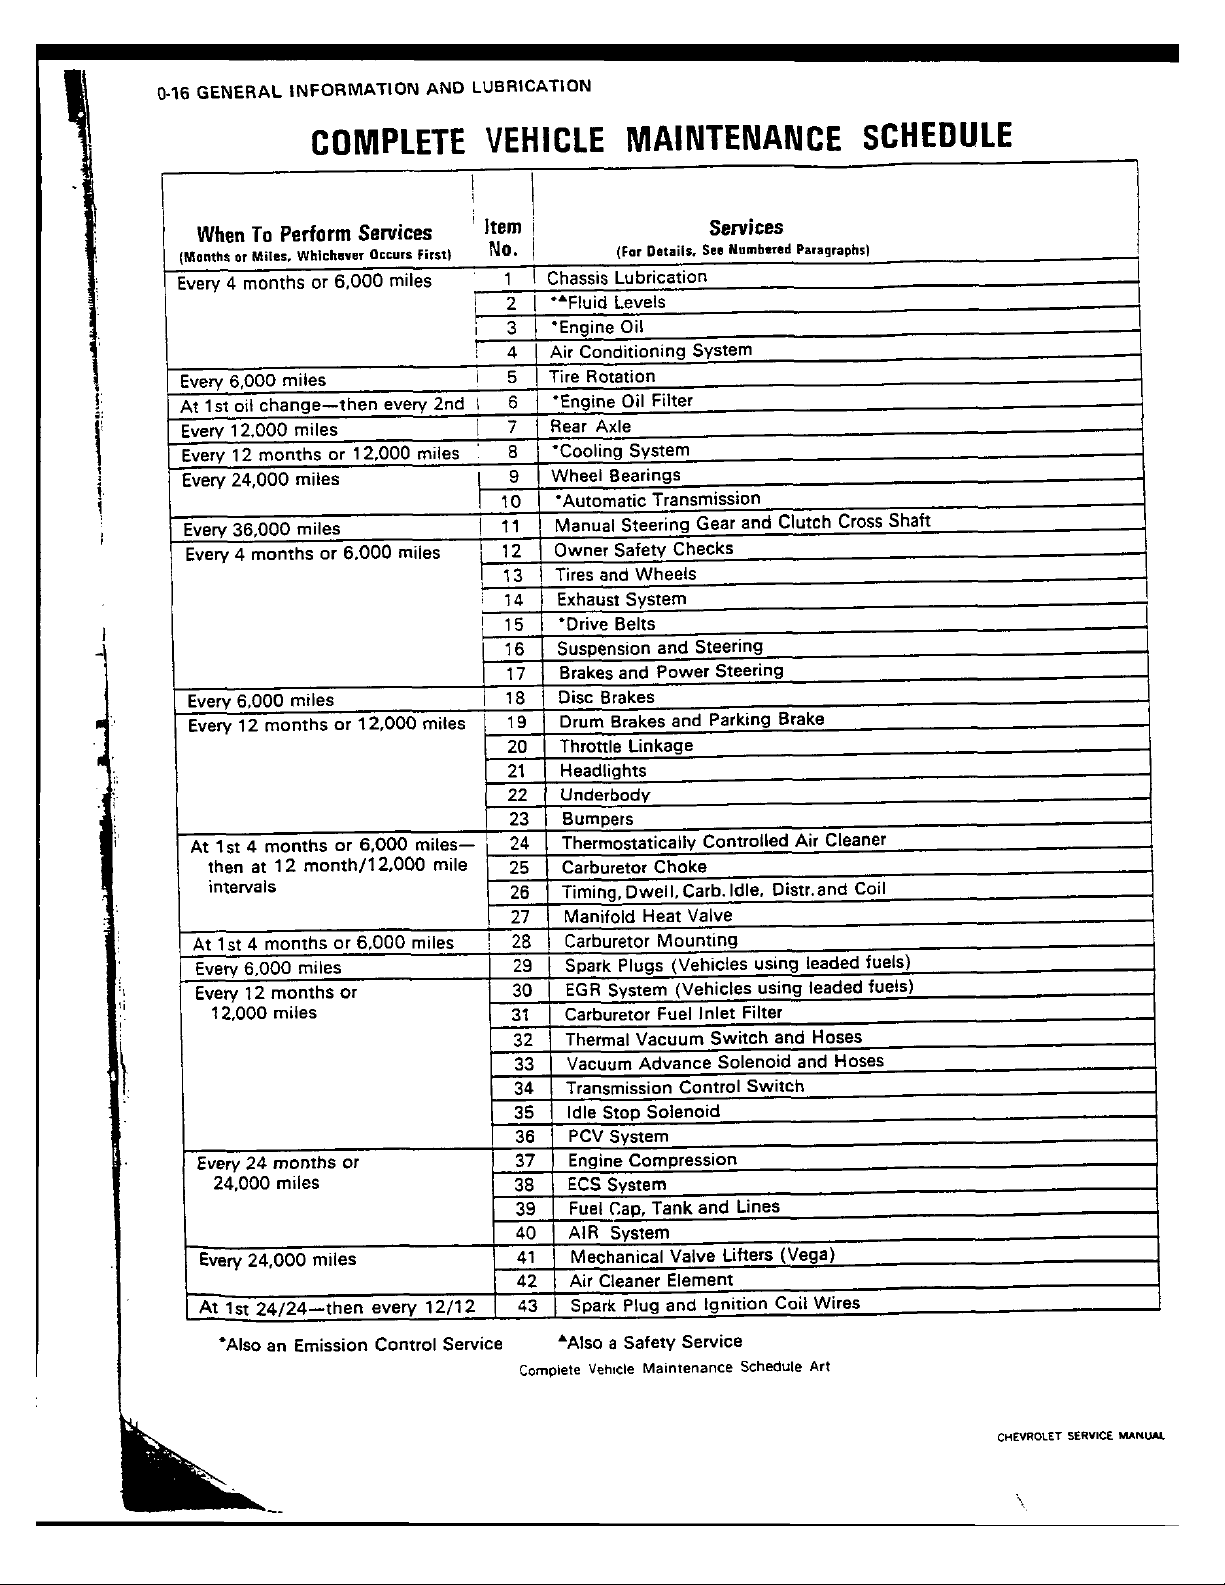 0-16 GENERAL INFORMATION AND LUBRICATION
COMPLETE VEHICLE MAINTENANCE SCHEDULE
When To Perform Services
(Months or Miles, Whichever Occurs First)
Item
No.
Services
(For Details, See Numbered Paragraphs)
Every 4 months or 6,000 miles 1 Chassis Lubrication
2 *▲Fluid Levels
3 *Engine Oil
4 Air Conditioning System
Every 6,000 miles 5 Tire Rotation
At 1st oil change—then every 2nd 6 *Engine Oil Filter
Every 12,000 miles 7 Rear Axle
Every 12 months or 12,000 miles 8 *Cooling System
Every 24,000 miles 9 Wheel Bearings
10 *Automatic Transmission
Every 36,000 miles 11 Manual Steering Gear and Clutch Cross Shaft
Every 4 months or 6,000 miles 12 Owner Safety Checks
13 Tires and Wheels
14 Exhaust System
15 *Drive Belts
16 Suspension and Steering
17 Brakes and Power Steering
Every 6,000 miles 18 Disc Brakes
Every 12 months or 12,000 miles 19 Drum Brakes and Parking Brake
20 Throttle Linkage
21 Headlights
22 Underbody
23 Bumpers
At 1st 4 months or 6,000 miles— 24 Thermostatically Controlled Air Cleaner
then at 12 month/12,000 mile 25 Carburetor Choke
intervals 26 Timing, Dwell, Carb. Idle, Distr. and Coil
27 Manifold Heat Valve
At 1st 4 months or 6,000 miles 28 Carburetor Mounting
Every 6,000 miles 29 Spark Plugs (Vehicles using leaded fuels)
Every 12 months or 30 EGR System (Vehicles using leaded fuels)
12,000 miles 31 Carburetor Fuel Inlet Filter
32 Thermal Vacuum Switch and Hoses
33 Vacuum Advance Solenoid and Hoses
34 Transmission Control Switch
35 Idle Stop Solenoid
36 PCV System
Every 24 months or 37 Engine Compression
24,000 miles 38 ECS System
39 Fuel Cap, Tank and Lines
40 AIR System
Every 24,000 miles 41 Mechanical Valve Lifters (Vega)
42 Air Cleaner Element
At 1st 24/24—then every 12/12 43 Spark Plug and Ignition Coil Wires
*Also an Emission Control Service ▲Also a Safety Service
Complete Vehicle Maintenance Schedule Art
CHEVROLET SERVICE MANUAL